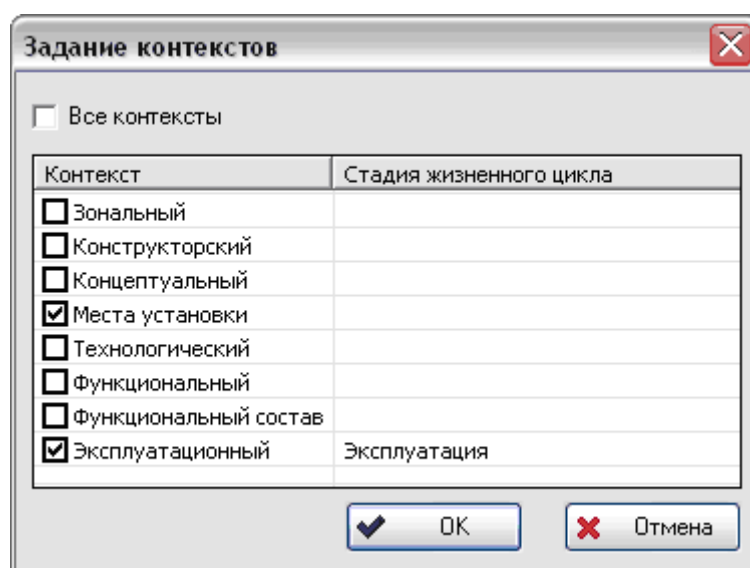 Задание контекстов
Все контексты
Контекст Стадия жизненного цикла
Зональный
Конструкторский
Концептуальный
Места установки
Технологический
Функциональный
Функциональный состав
Эксплуатационный Эксплуатация
OK Отмена